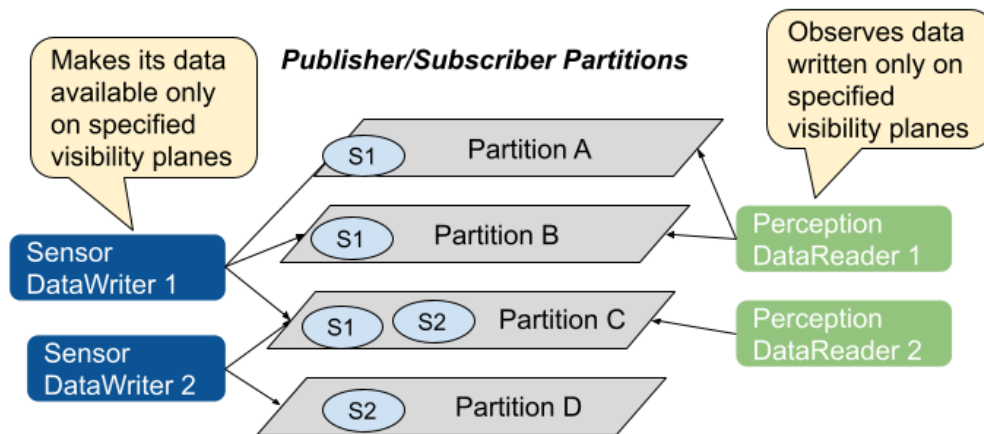 Makes its data
available only
on specified
visibility planes
Publisher/Subscriber Partitions
Observes data
written only on
specified
visibility planes
S1
Partition A
S1
Partition B
S1
S2
Partition C
S2
Partition D
Sensor
DataWriter 1
Sensor
DataWriter 2
Perception
DataReader 1
Perception
DataReader 2